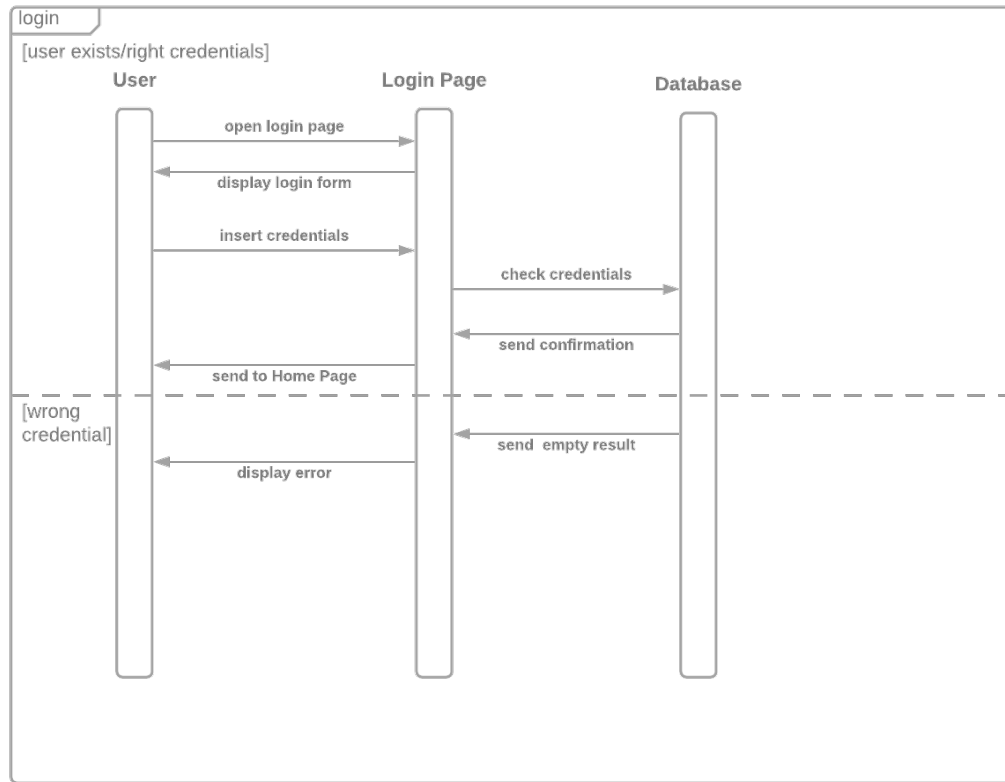 login
[user exists/right credentials]
User
Login Page
Database
open login page
display login form
insert credentials
check credentials
send confirmation
send to Home Page
[wrong
credential]
send empty result
display error